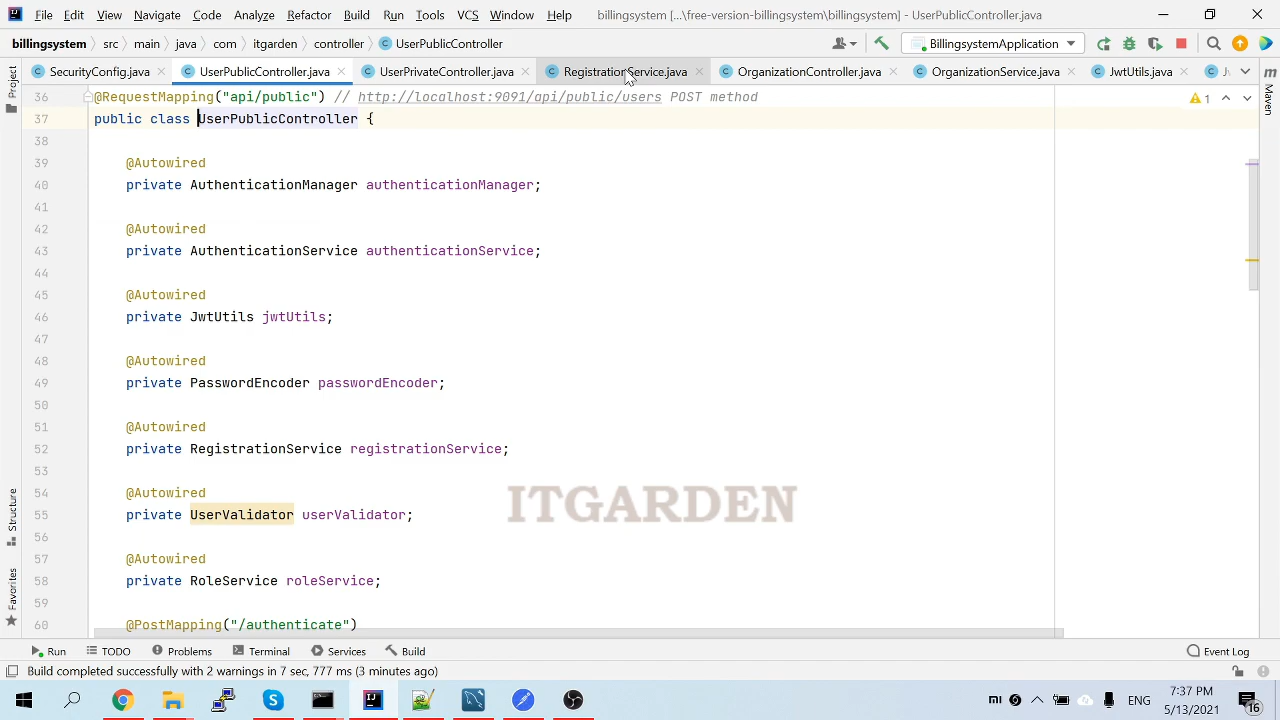 File Edit View Navigate Code Analyze Refactor Build Run Tools VCS Window Help billingsystem [...\freeversion-billingsystem\billingsystem] - UserPublicController.java
billingsystem src main java com itgarden controller UserPublicController BillingsystemApplication
SecurityConfig.java UserPublicController.java UserPrivateController.java RegistrationService.java OrganizationController.java OrganizationService.java JwtUtils.java
Project
Maven
36 @RequestMapping("api/public") // http://localhost:9091/api/public/users POST method 1
37 public class UserPublicController {
38
39 @Autowired
40 private AuthenticationManager authenticationManager;
41
42 @Autowired
43 private AuthenticationService authenticationService;
44
45 @Autowired
46 private JwtUtils jwtUtils;
47
48 @Autowired
49 private PasswordEncoder passwordEncoder;
50
51 @Autowired
52 private RegistrationService registrationService;
53
54 @Autowired
55 private UserValidator userValidator;
ITGARDEN
56
57 @Autowired
58 private RoleService roleService;
59
60 @PostMapping("/authenticate")
Structure
Favorites
Run TODO Problems Terminal Services Build Event Log
Build completed successfully with 2 warnings in 7 sec, 777 ms (3 minutes ago)
ENG 7:37 PM
5/13/2021 16